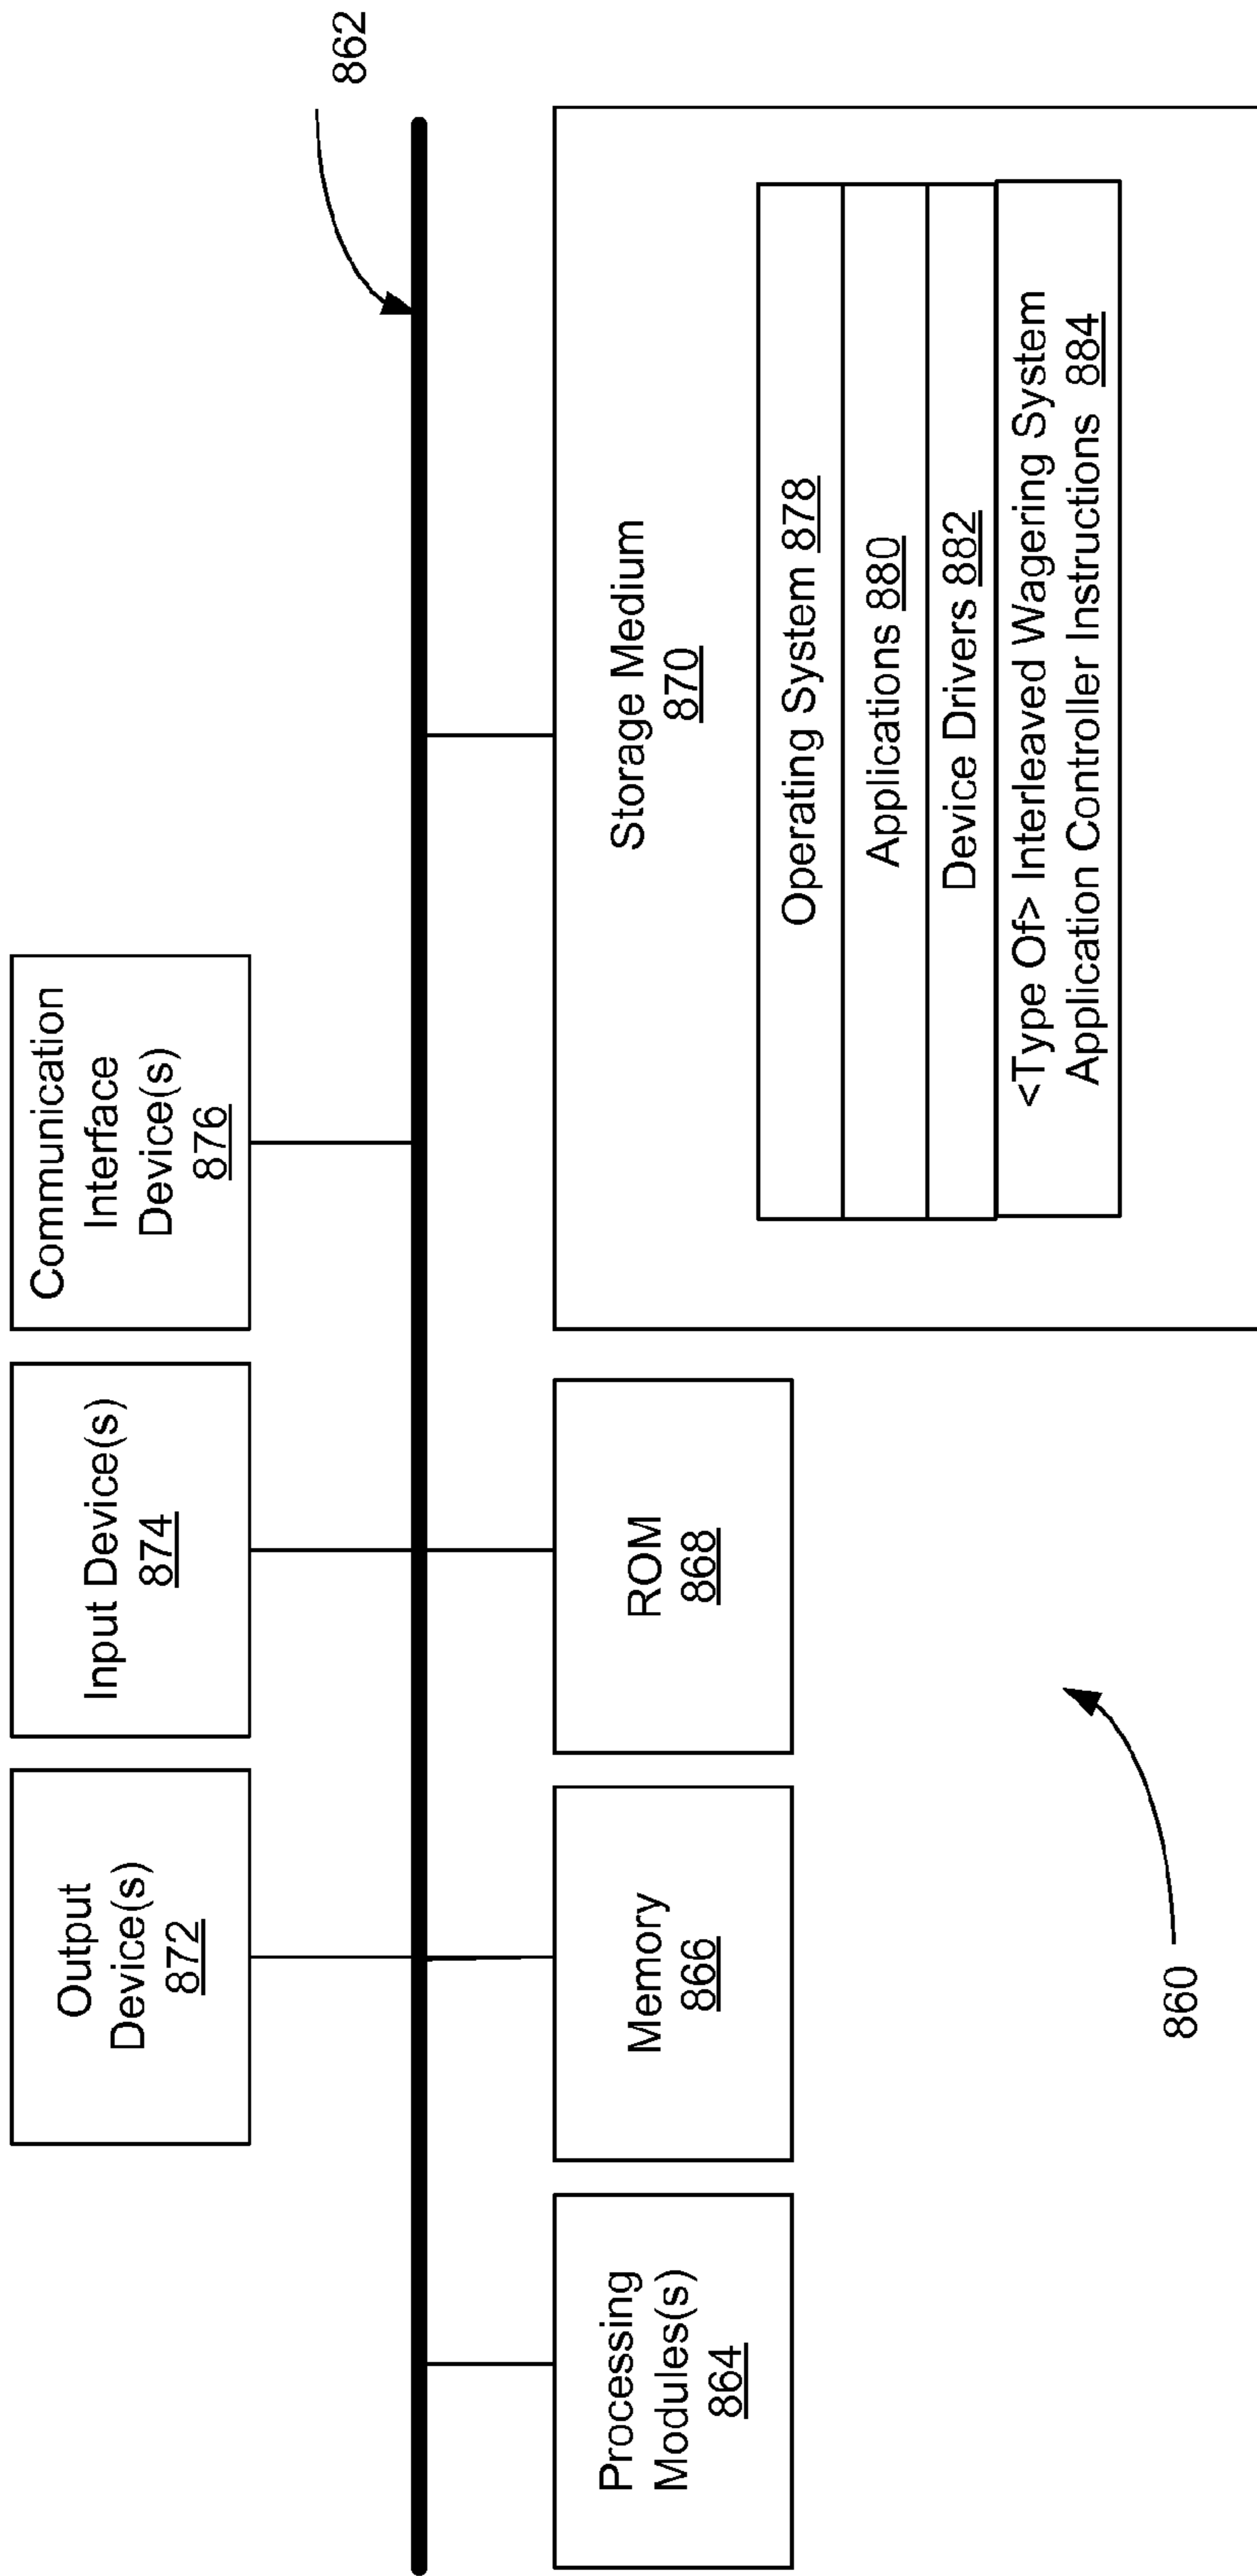 862
Output
Device(s)
872
Input Device(s)
874
Communication
Interface
Device(s)
876
Processing
Modules(s)
864
Memory
866
ROM
868
Storage Medium
870
Operating System 878
Applications 880
Device Drivers 882
<Type Of> Interleaved Wagering System
Application Controller Instructions 884
860